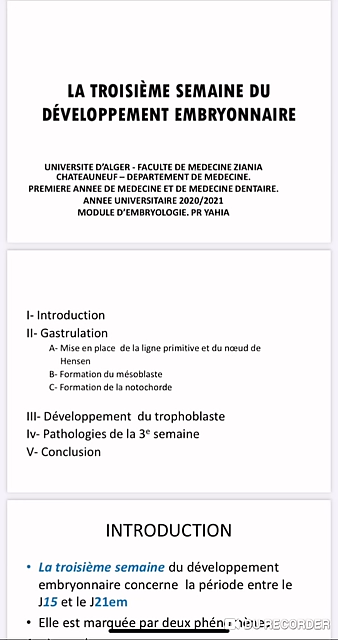 LA TROISIÈME SEMAINE DU
DÉVELOPPEMENT EMBRYONNAIRE
UNIVERSITE D'ALGER - FACULTE DE MEDECINE ZIANIA
CHATEAUNEUF – DEPARTEMENT DE MEDECINE.
PREMIERE ANNEE DE MEDECINE ET DE MEDECINE DENTAIRE.
ANNEE UNIVERSITAIRE 2020/2021
MODULE D'EMBRYOLOGIE. PR YAHIA
I- Introduction
II- Gastrulation
A- Mise en place de la ligne primitive et du nœud de
Hensen
B- Formation du mésoblaste
C- Formation de la notochorde
III- Développement du trophoblaste
Iv- Pathologies de la 3e semaine
V- Conclusion
INTRODUCTION
• La troisième semaine du développement
embryonnaire concerne la période entre le
J15 et le J21em
• Elle est marquée par deux phénomènes
DU RECORDER